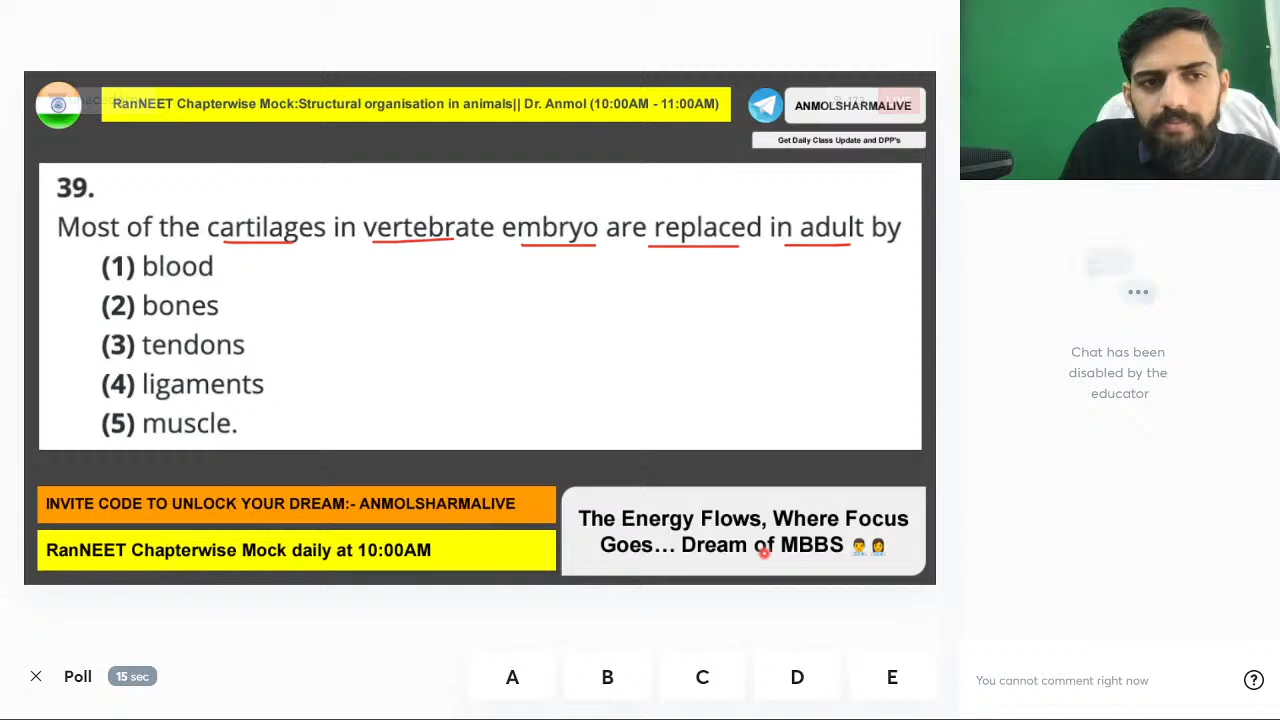 RanNEET Chapterwise Mock:Structural organisation in animals|| Dr. Anmol (10:00AM - 11:00AM)
ANMOLSHARMALIVE
Get Daily Class Update and DPP's
39.
Most of the cartilages in vertebrate embryo are replaced in adult by
(1) blood
(2) bones
(3) tendons
(4) ligaments
(5) muscle.
INVITE CODE TO UNLOCK YOUR DREAM:- ANMOLSHARMALIVE
RanNEET Chapterwise Mock daily at 10:00AM
The Energy Flows, Where Focus
Goes... Dream of MBBS
Chat has been
disabled by the
educator
Poll 15 sec
A B C D E
You cannot comment right now